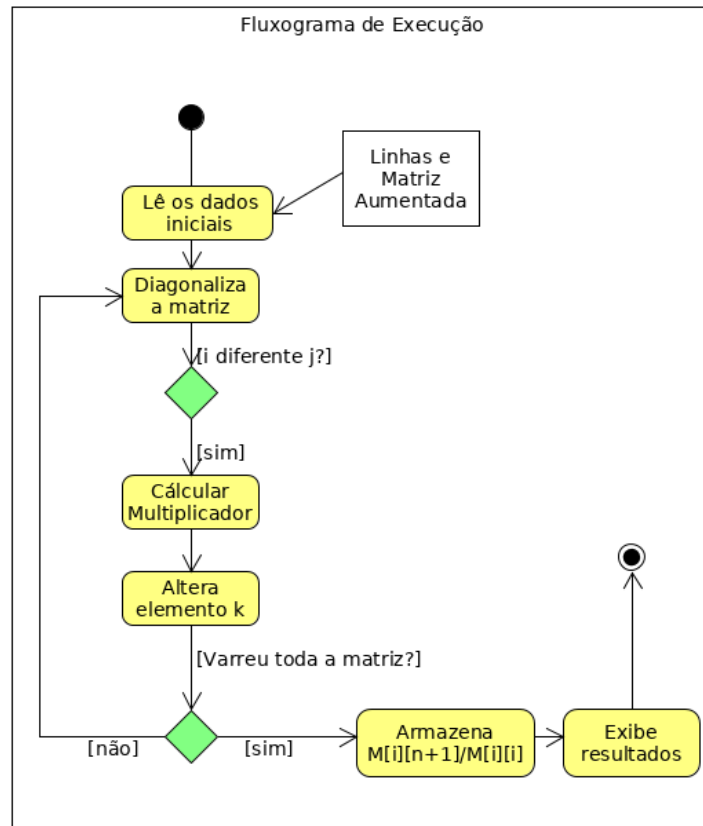 Fluxograma de Execução
Linhas e
Matriz
Aumentada
Lê os dados
iniciais
Diagonaliza
a matriz
[i diferente j?]
[sim]
Cálcular
Multiplicador
Altera
elemento k
[Varreu toda a matriz?]
[não]
[sim]
Armazena
M[i][n+1]/M[i][i]
Exibe
resultados